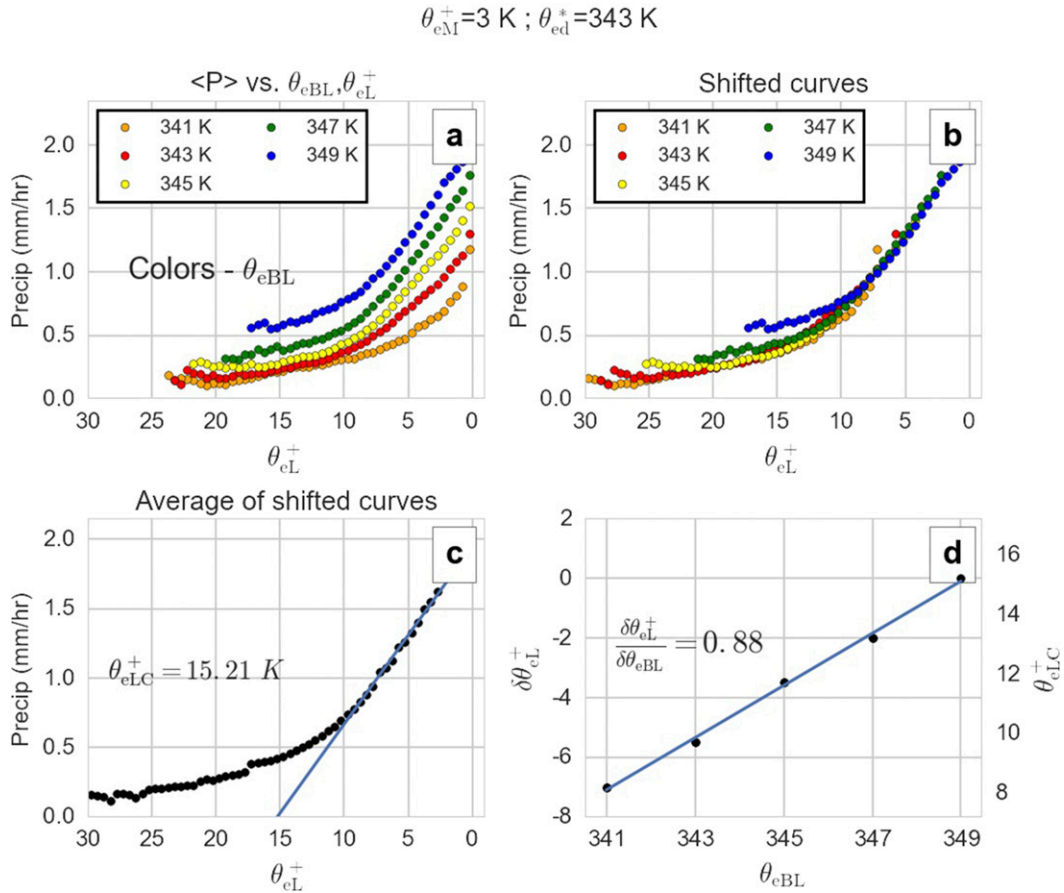 θ⁺eM=3 K ; θ*ed=343 K
<P> vs. θeBL,θ⁺eL
a
341 K 347 K
343 K 349 K
345 K
Colors - θeBL
Precip (mm/hr)
2.0
1.5
1.0
0.5
0.0
30 25 20 15 10 5 0
θ⁺eL
Shifted curves
b
341 K 347 K
343 K 349 K
345 K
Precip (mm/hr)
2.0
1.5
1.0
0.5
0.0
30 25 20 15 10 5 0
θ⁺eL
Average of shifted curves
c
θ⁺eLC = 15.21 K
Precip (mm/hr)
2.0
1.5
1.0
0.5
0.0
30 25 20 15 10 5 0
θ⁺eL
d
δθ⁺eL/δθeBL = 0.88
δθ⁺eL
2
0
-2
-4
-6
-8
341 343 345 347 349
θeBL
16
14
12
10
8
θ⁺eLC